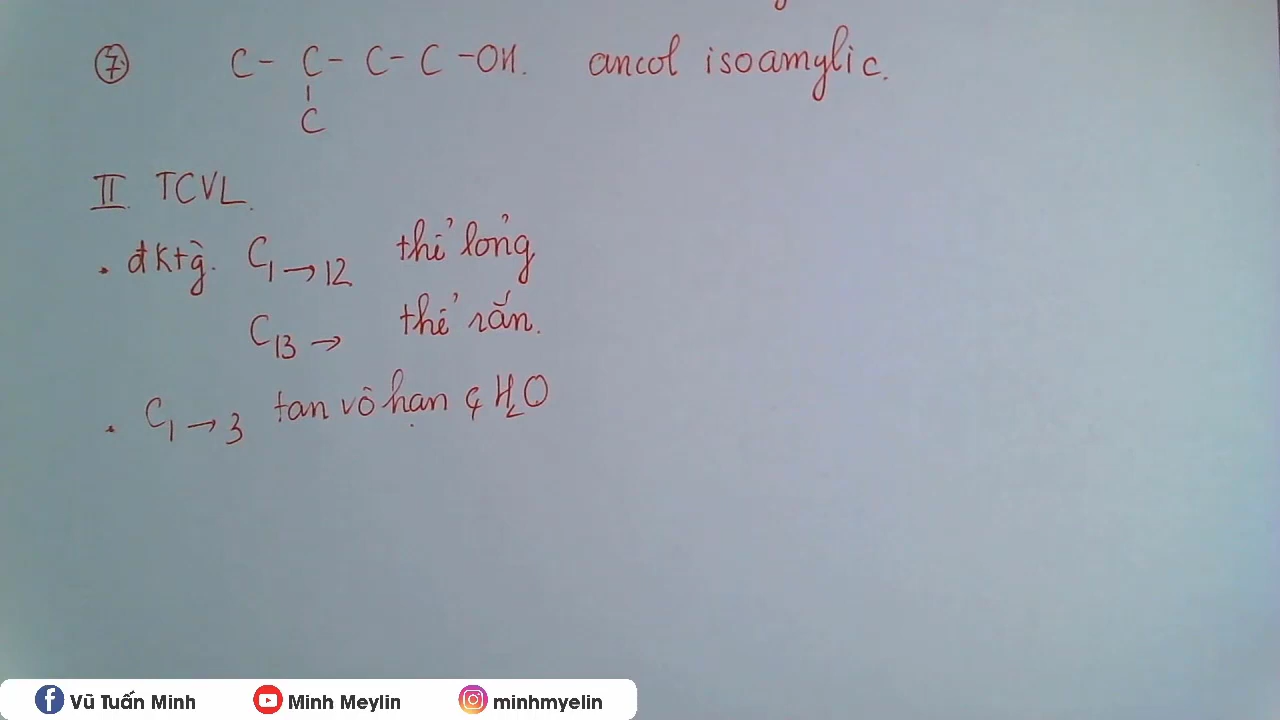 7. C - C - C - C - OH. ancol isoamylic.
C
II. TCVL.
. đktg. C1→12 thể lỏng
C13→ thể rắn.
. C1→3 tan vô hạn H2O
Vũ Tuấn Minh Minh Meylin minhmyelin